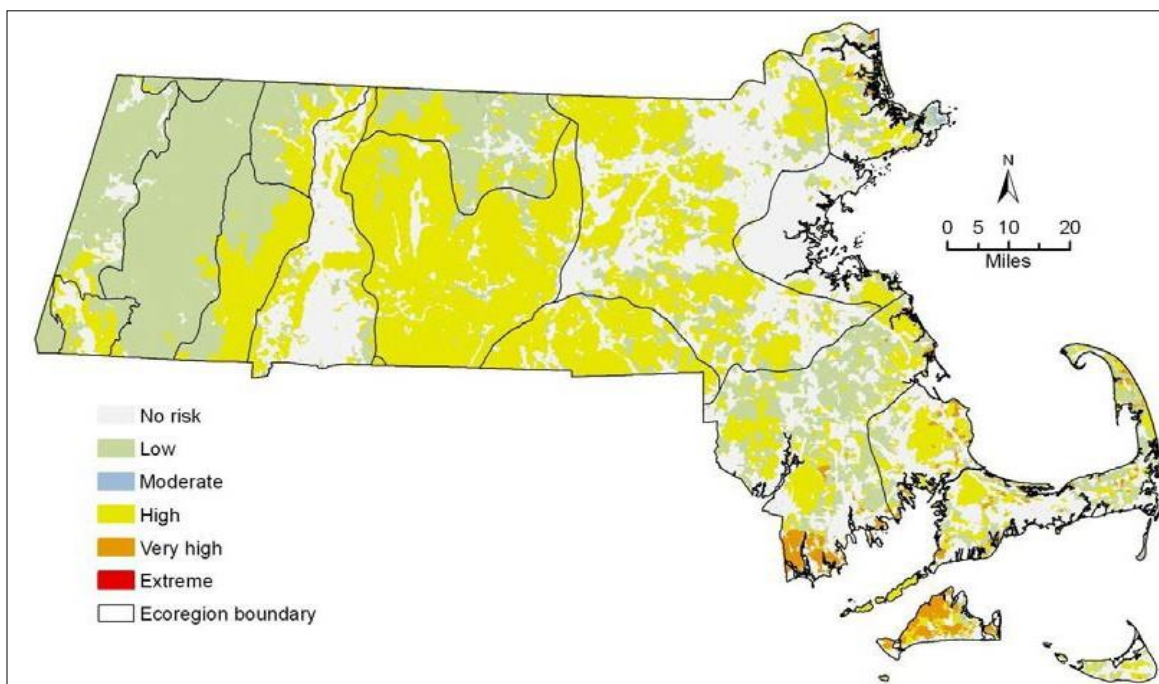 N
0 5 10 20
Miles
No risk
Low
Moderate
High
Very high
Extreme
Ecoregion boundary